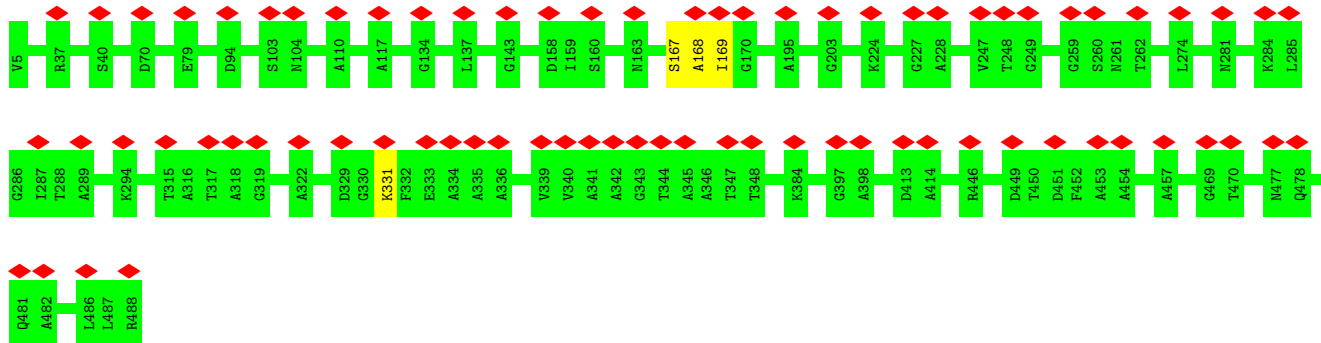 V5 R37 S40 D70 E79 D94 S103 N104 A110 A117 G134 L137 G143 D158 I159 S160 N163 S167 A168 I169 G170 A195 G203 K224 G227 A228 V247 T248 G249 G259 S260 N261 T262 L274 N281 K284 L285
G286 I287 T288 A289 K294 T315 A316 T317 A318 G319 A322 D329 G330 K331 F332 E333 A334 A335 A336 V339 V340 A341 A342 G343 T344 A345 A346 T347 T348 K384 G397 A398 D413 A414 R446 D449 T450 D451 F452 A453 A454 A457 G469 T470 N477 Q478
Q481 A482 L486 L487 R488